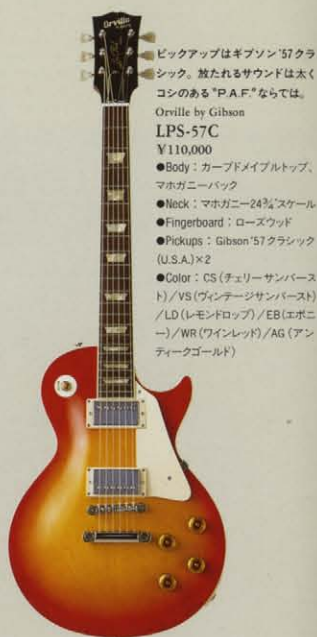 Orville
ピックアップはギブソン'57クラ
シック。放たれるサウンドは太く
コシのある"P.A.F."ならでは。
Orville by Gibson
LPS-57C
¥110,000
●Body：カーブドメイプルトップ、
マホガニーバック
●Neck：マホガニー24¾"スケール
●Fingerboard：ローズウッド
●Pickups：Gibson'57クラシック
(U.S.A.)×2
●Color：CS(チェリーサンバース
ト)／VS(ヴィンテージサンバースト)
／LD(レモンドロップ)／EB(エボニ
ー)／WR(ワインレッド)／AG(アン
ティークゴールド)